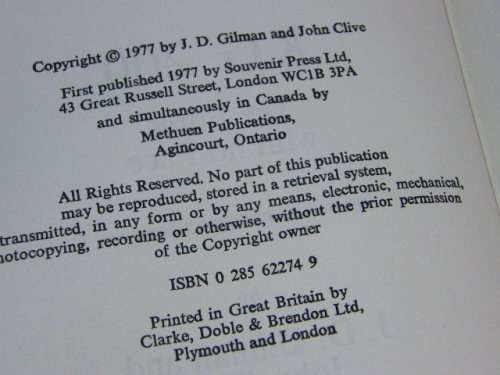 Copyright © 1977 by J. D. Gilman and John Clive
First published 1977 by Souvenir Press Ltd,
43 Great Russell Street, London WC1B 3PA
and simultaneously in Canada by
Methuen Publications,
Agincourt, Ontario
All Rights Reserved. No part of this publication
may be reproduced, stored in a retrieval system,
transmitted, in any form or by any means, electronic, mechanical,
hotocopying, recording or otherwise, without the prior permission
of the Copyright owner
ISBN 0 285 62274 9
Printed in Great Britain by
Clarke, Doble & Brendon Ltd,
Plymouth and London